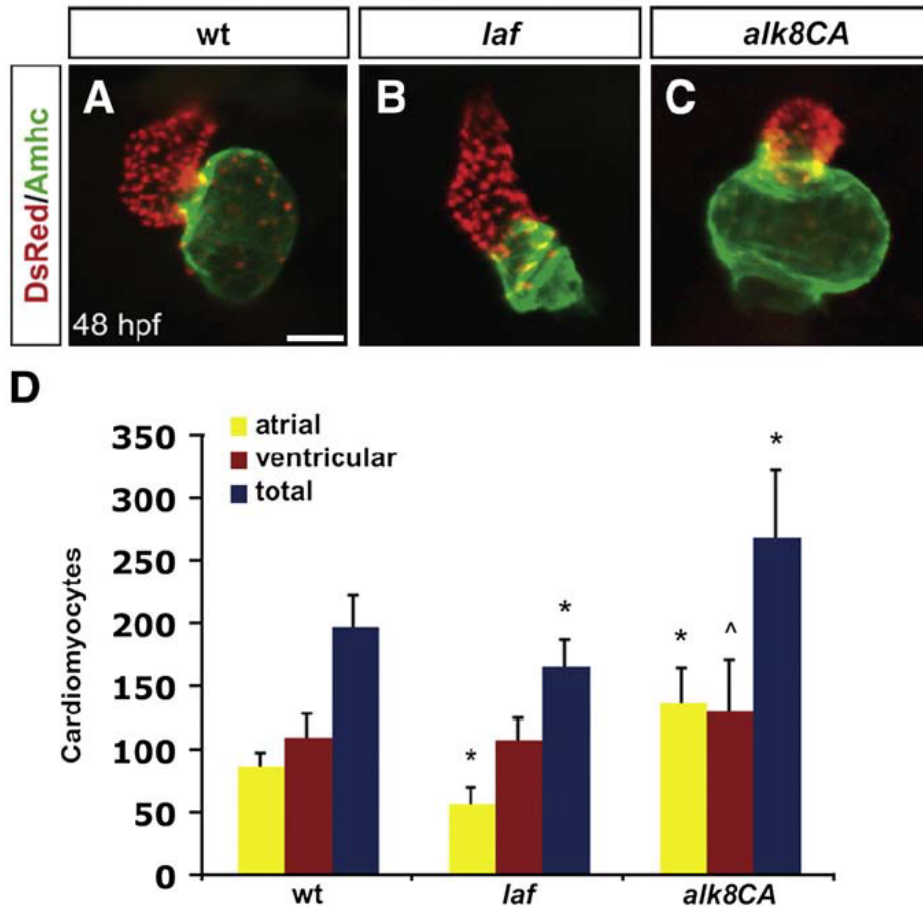 wt laf alk8CA
DsRed/Amhc
A B C
48 hpf
D
atrial
ventricular
total
350
300
250
200
150
100
50
0
Cardiomyocytes
* * * ^ *
wt laf alk8CA